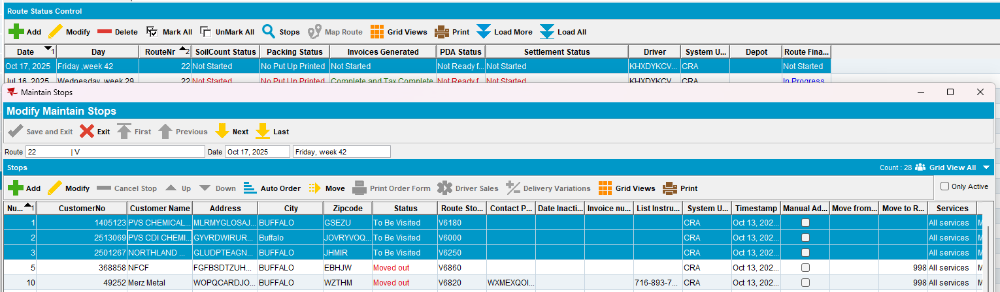 Route Status Control
Add Modify Delete Mark All UnMark All Stops Map Route Grid Views Print Load More Load All
Date 1 Day RouteNr 2 SoilCount Status Packing Status Invoices Generated PDA Status Settlement Status Driver System U... Depot Route Fina...
Oct 17, 2025 Friday ,week 42 22 Not Started No Put Up Printed Not Started Not Ready f... Not Started KHXDYKCV... CRA Not Started
Jul 16, 2025 Wednesday, week 29 22 Not Started No Put Up Printed Complete and Tax Complete Not Ready f... Not Started KHXDYKCV... CRA In Progress
Maintain Stops
Modify Maintain Stops
Save and Exit Exit First Previous Next Last
Route 22 | V Date Oct 17, 2025 Friday, week 42
Stops Count : 28 Grid View All
Add Modify Cancel Stop Up Down Auto Order Move Print Order Form Driver Sales Delivery Variations Grid Views Print Only Active
Nu... 1 CustomerNo Customer Name Address City Zipcode Status Route Sto... Contact P... Date Inacti... Invoice nu... List Instru... System U... Timestamp Manual Ad... Move from... Move to R... Services
1 1405123 PVS CHEMICAL... MLRMYGLOSAJ... BUFFALO GSEZU To Be Visited V6180 CRA Oct 13, 202... All services M
2 2513069 PVS CDI CHEMI... GYVRDWIRUR... Buffalo JOVRYVOQ... To Be Visited V6000 CRA Oct 13, 202... All services M
3 2501267 NORTHLAND ... GLUDPTEAGN... BUFFALO JHMIR To Be Visited V6250 CRA Oct 13, 202... All services M
5 368858 NFCF FGFBSDTZUH... BUFFALO EBHJW Moved out V6860 CRA Oct 13, 202... 998 All services M
10 49252 Merz Metal WOPQCARDJO... BUFFALO WZTHM Moved out V6820 WXMEXQOI... 716-893-7... CRA Oct 13, 202... 998 All services M